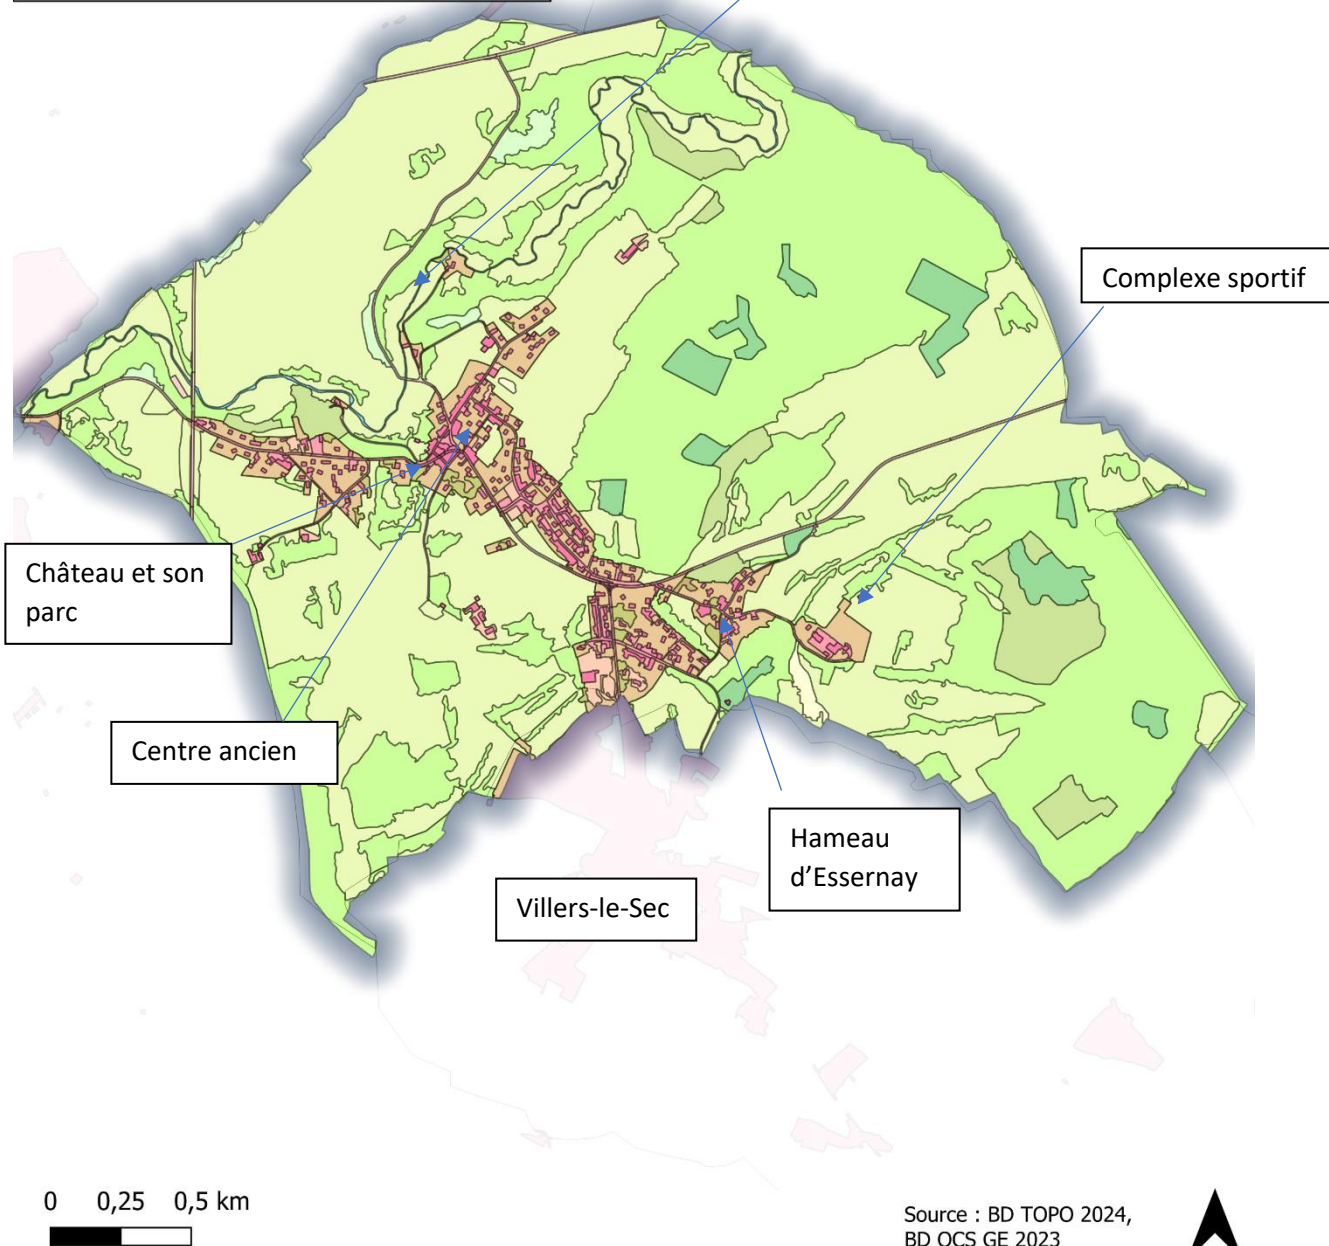 Complexe sportif
Château et son
parc
Centre ancien
Hameau
d’Essernay
Villers-le-Sec
0 0,25 0,5 km
Source : BD TOPO 2024,
BD OCS GE 2023